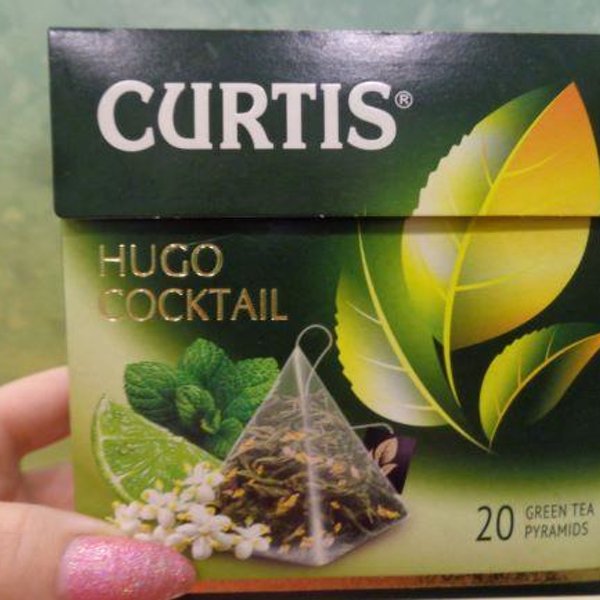 CURTIS®
HUGO
COCKTAIL
20 GREEN TEA
PYRAMIDS